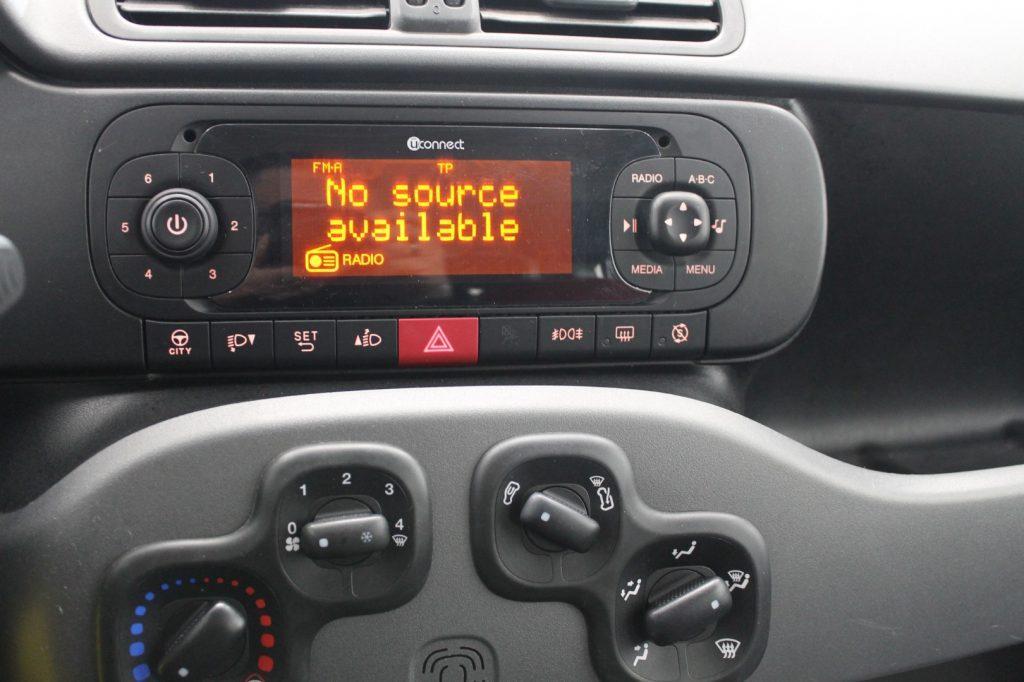 uconnect
FM-A TP
No source
available
RADIO
6 1
5 2
4 3
RADIO A·B·C
MEDIA MENU
CITY
SET
0 1 2 3 4